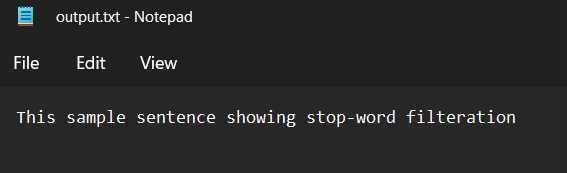 output.txt - Notepad
File Edit View
This sample sentence showing stop-word filteration